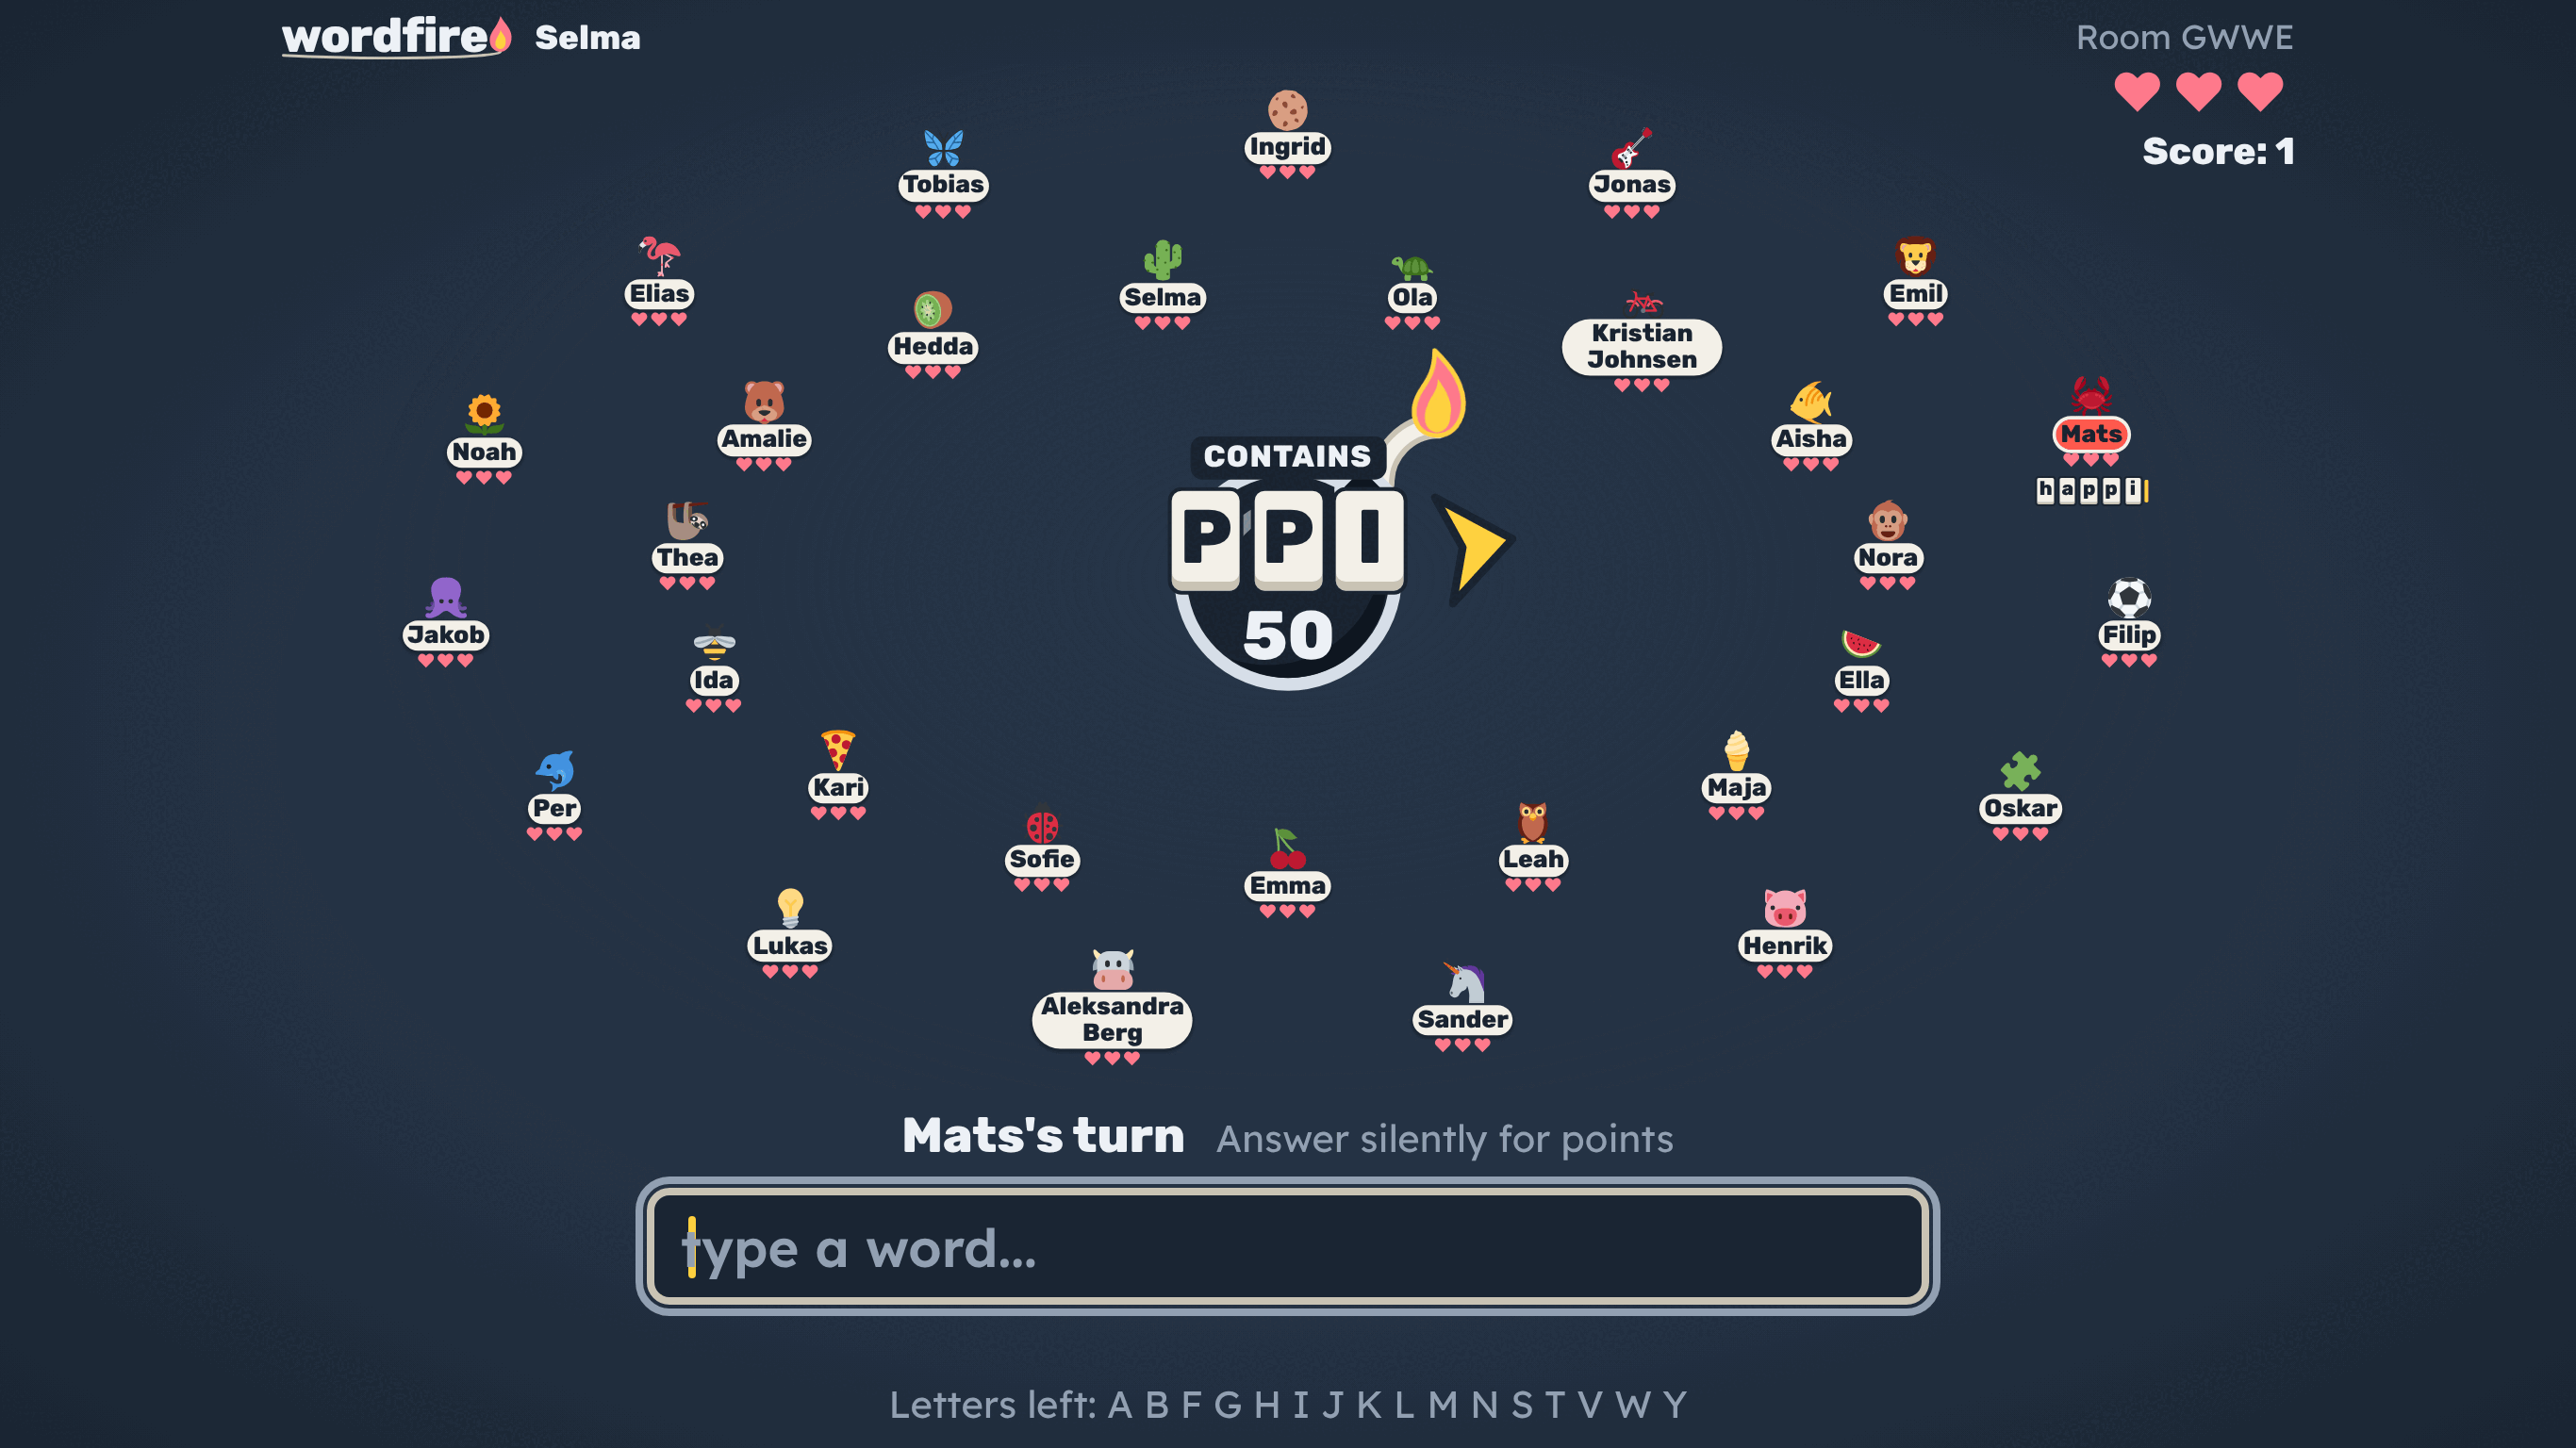 wordfire Selma
Room GWWE
Score: 1
Ingrid
Tobias
Jonas
Elias
Selma
Ola
Emil
Hedda
Kristian
Johnsen
Noah
Amalie
Aisha
Mats
happi
Thea
Nora
CONTAINS
PPI
50
Jakob
Filip
Ida
Ella
Per
Kari
Maja
Oskar
Sofie
Emma
Leah
Lukas
Henrik
Aleksandra
Berg
Sander
Mats's turn Answer silently for points
type a word...
Letters left: A B F G H I J K L M N S T V W Y